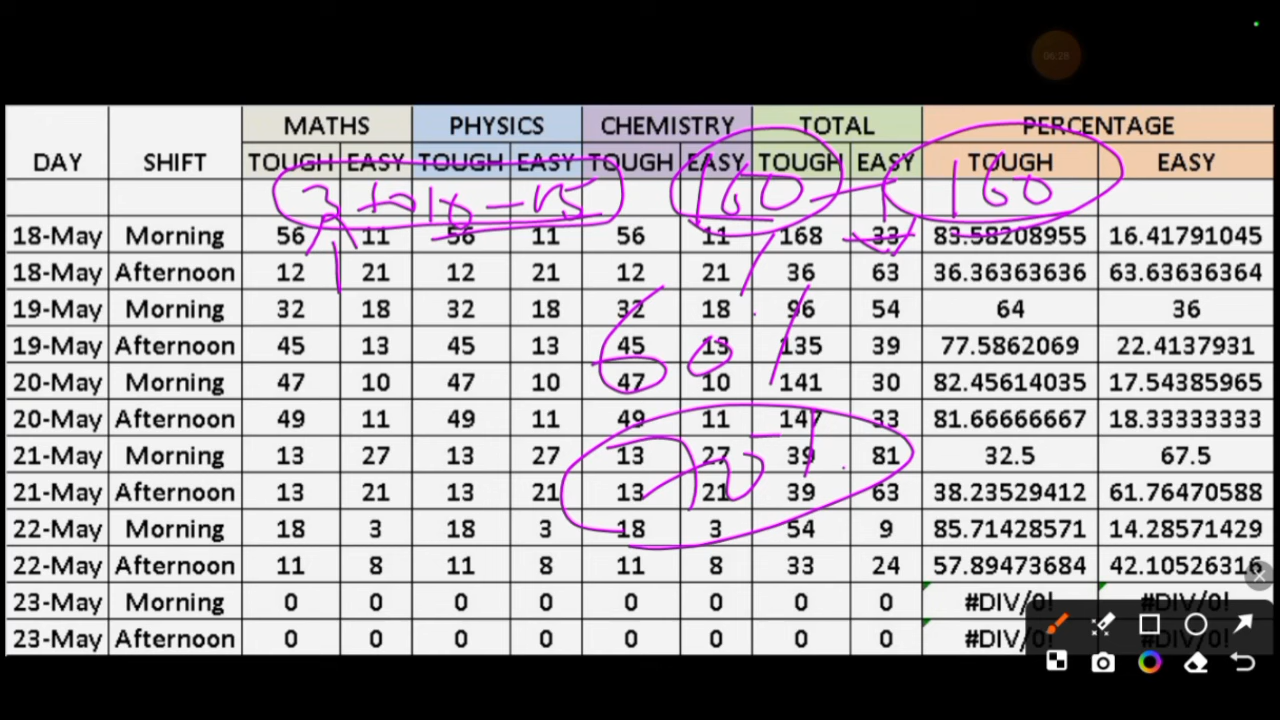 06:28
MATHS PHYSICS CHEMISTRY TOTAL PERCENTAGE
DAY SHIFT TOUGH EASY TOUGH EASY TOUGH EASY TOUGH EASY TOUGH EASY
160 160
18-May Morning 56 11 56 11 56 11 168 33 83.58208955 16.41791045
18-May Afternoon 12 21 12 21 12 21 36 63 36.36363636 63.63636364
19-May Morning 32 18 32 18 32 18 96 54 64 36
19-May Afternoon 45 13 45 13 45 13 135 39 77.5862069 22.4137931
20-May Morning 47 10 47 10 47 10 141 30 82.45614035 17.54385965
20-May Afternoon 49 11 49 11 49 11 147 33 81.66666667 18.33333333
21-May Morning 13 27 13 27 13 27 39 81 32.5 67.5
21-May Afternoon 13 21 13 21 13 21 39 63 38.23529412 61.76470588
22-May Morning 18 3 18 3 18 3 54 9 85.71428571 14.28571429
22-May Afternoon 11 8 11 8 11 8 33 24 57.89473684 42.10526316
23-May Morning 0 0 0 0 0 0 0 0 #DIV/0! #DIV/0!
23-May Afternoon 0 0 0 0 0 0 0 0 #DIV/0! #DIV/0!